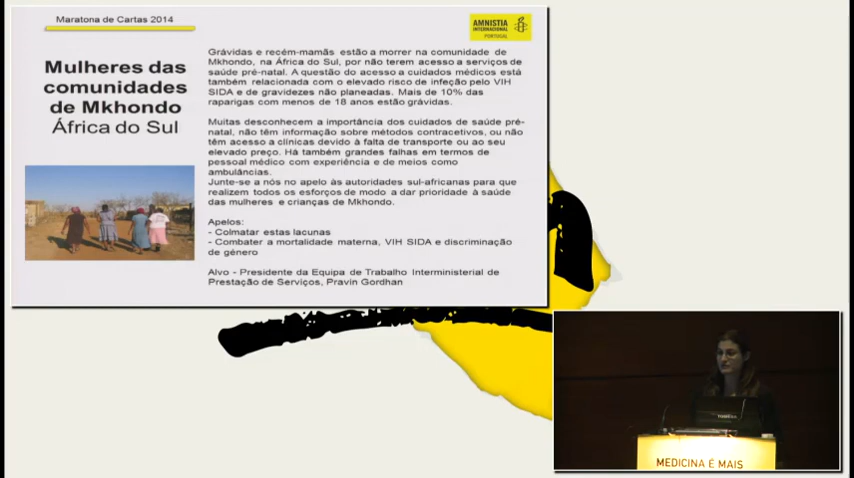 Maratona de Cartas 2014
AMNISTIA
INTERNACIONAL
PORTUGAL
Mulheres das
comunidades
de Mkhondo
África do Sul
Grávidas e recém-mamãs estão a morrer na comunidade de
Mkhondo, na África do Sul, por não terem acesso a serviços de
saúde pré-natal. A questão do acesso a cuidados médicos está
também relacionada com o elevado risco de infeção pelo VIH
SIDA e de gravidezes não planeadas. Mais de 10% das
raparigas com menos de 18 anos estão grávidas.
Muitas desconhecem a importância dos cuidados de saúde pré-
natal, não têm informação sobre métodos contracetivos, ou não
têm acesso a clínicas devido à falta de transporte ou ao seu
elevado preço. Há também grandes falhas em termos de
pessoal médico com experiência e de meios como
ambulâncias.
Junte-se a nós no apelo às autoridades sul-africanas para que
realizem todos os esforços de modo a dar prioridade à saúde
das mulheres e crianças de Mkhondo.
Apelos:
- Colmatar estas lacunas
- Combater a mortalidade materna, VIH SIDA e discriminação
de género
Alvo - Presidente da Equipa de Trabalho Interministerial de
Prestação de Serviços, Pravin Gordhan
MEDICINA É MAIS